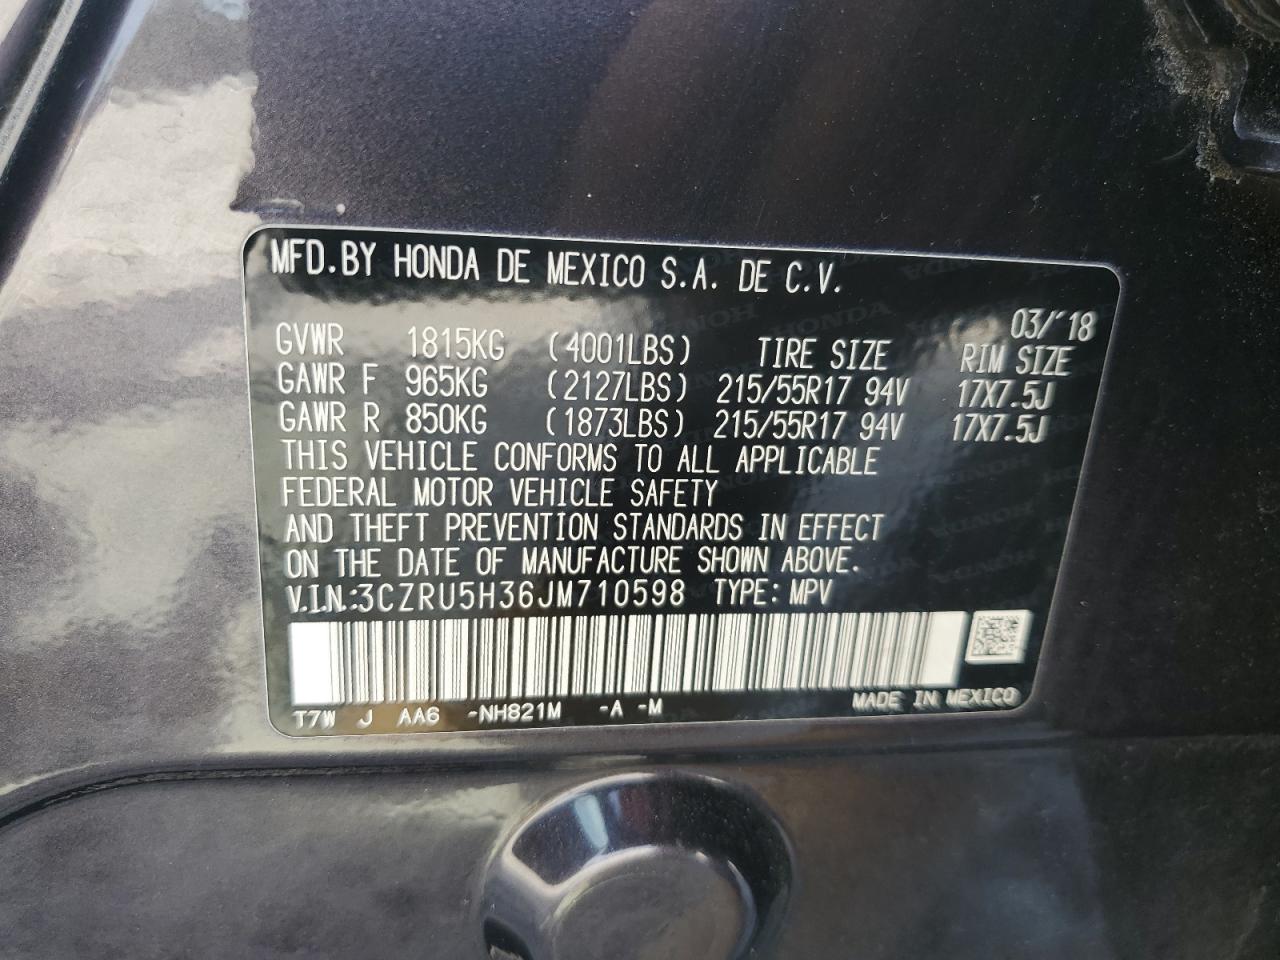 MFD.BY HONDA DE MEXICO S.A. DE C.V.
03/'18
GVWR 1815KG (4001LBS) TIRE SIZE RIM SIZE
GAWR F 965KG (2127LBS) 215/55R17 94V 17X7.5J
GAWR R 850KG (1873LBS) 215/55R17 94V 17X7.5J
THIS VEHICLE CONFORMS TO ALL APPLICABLE
FEDERAL MOTOR VEHICLE SAFETY
AND THEFT PREVENTION STANDARDS IN EFFECT
ON THE DATE OF MANUFACTURE SHOWN ABOVE.
V.I.N.:3CZRU5H36JM710598 TYPE: MPV
T7W J AA6 -NH821M -A -M MADE IN MEXICO